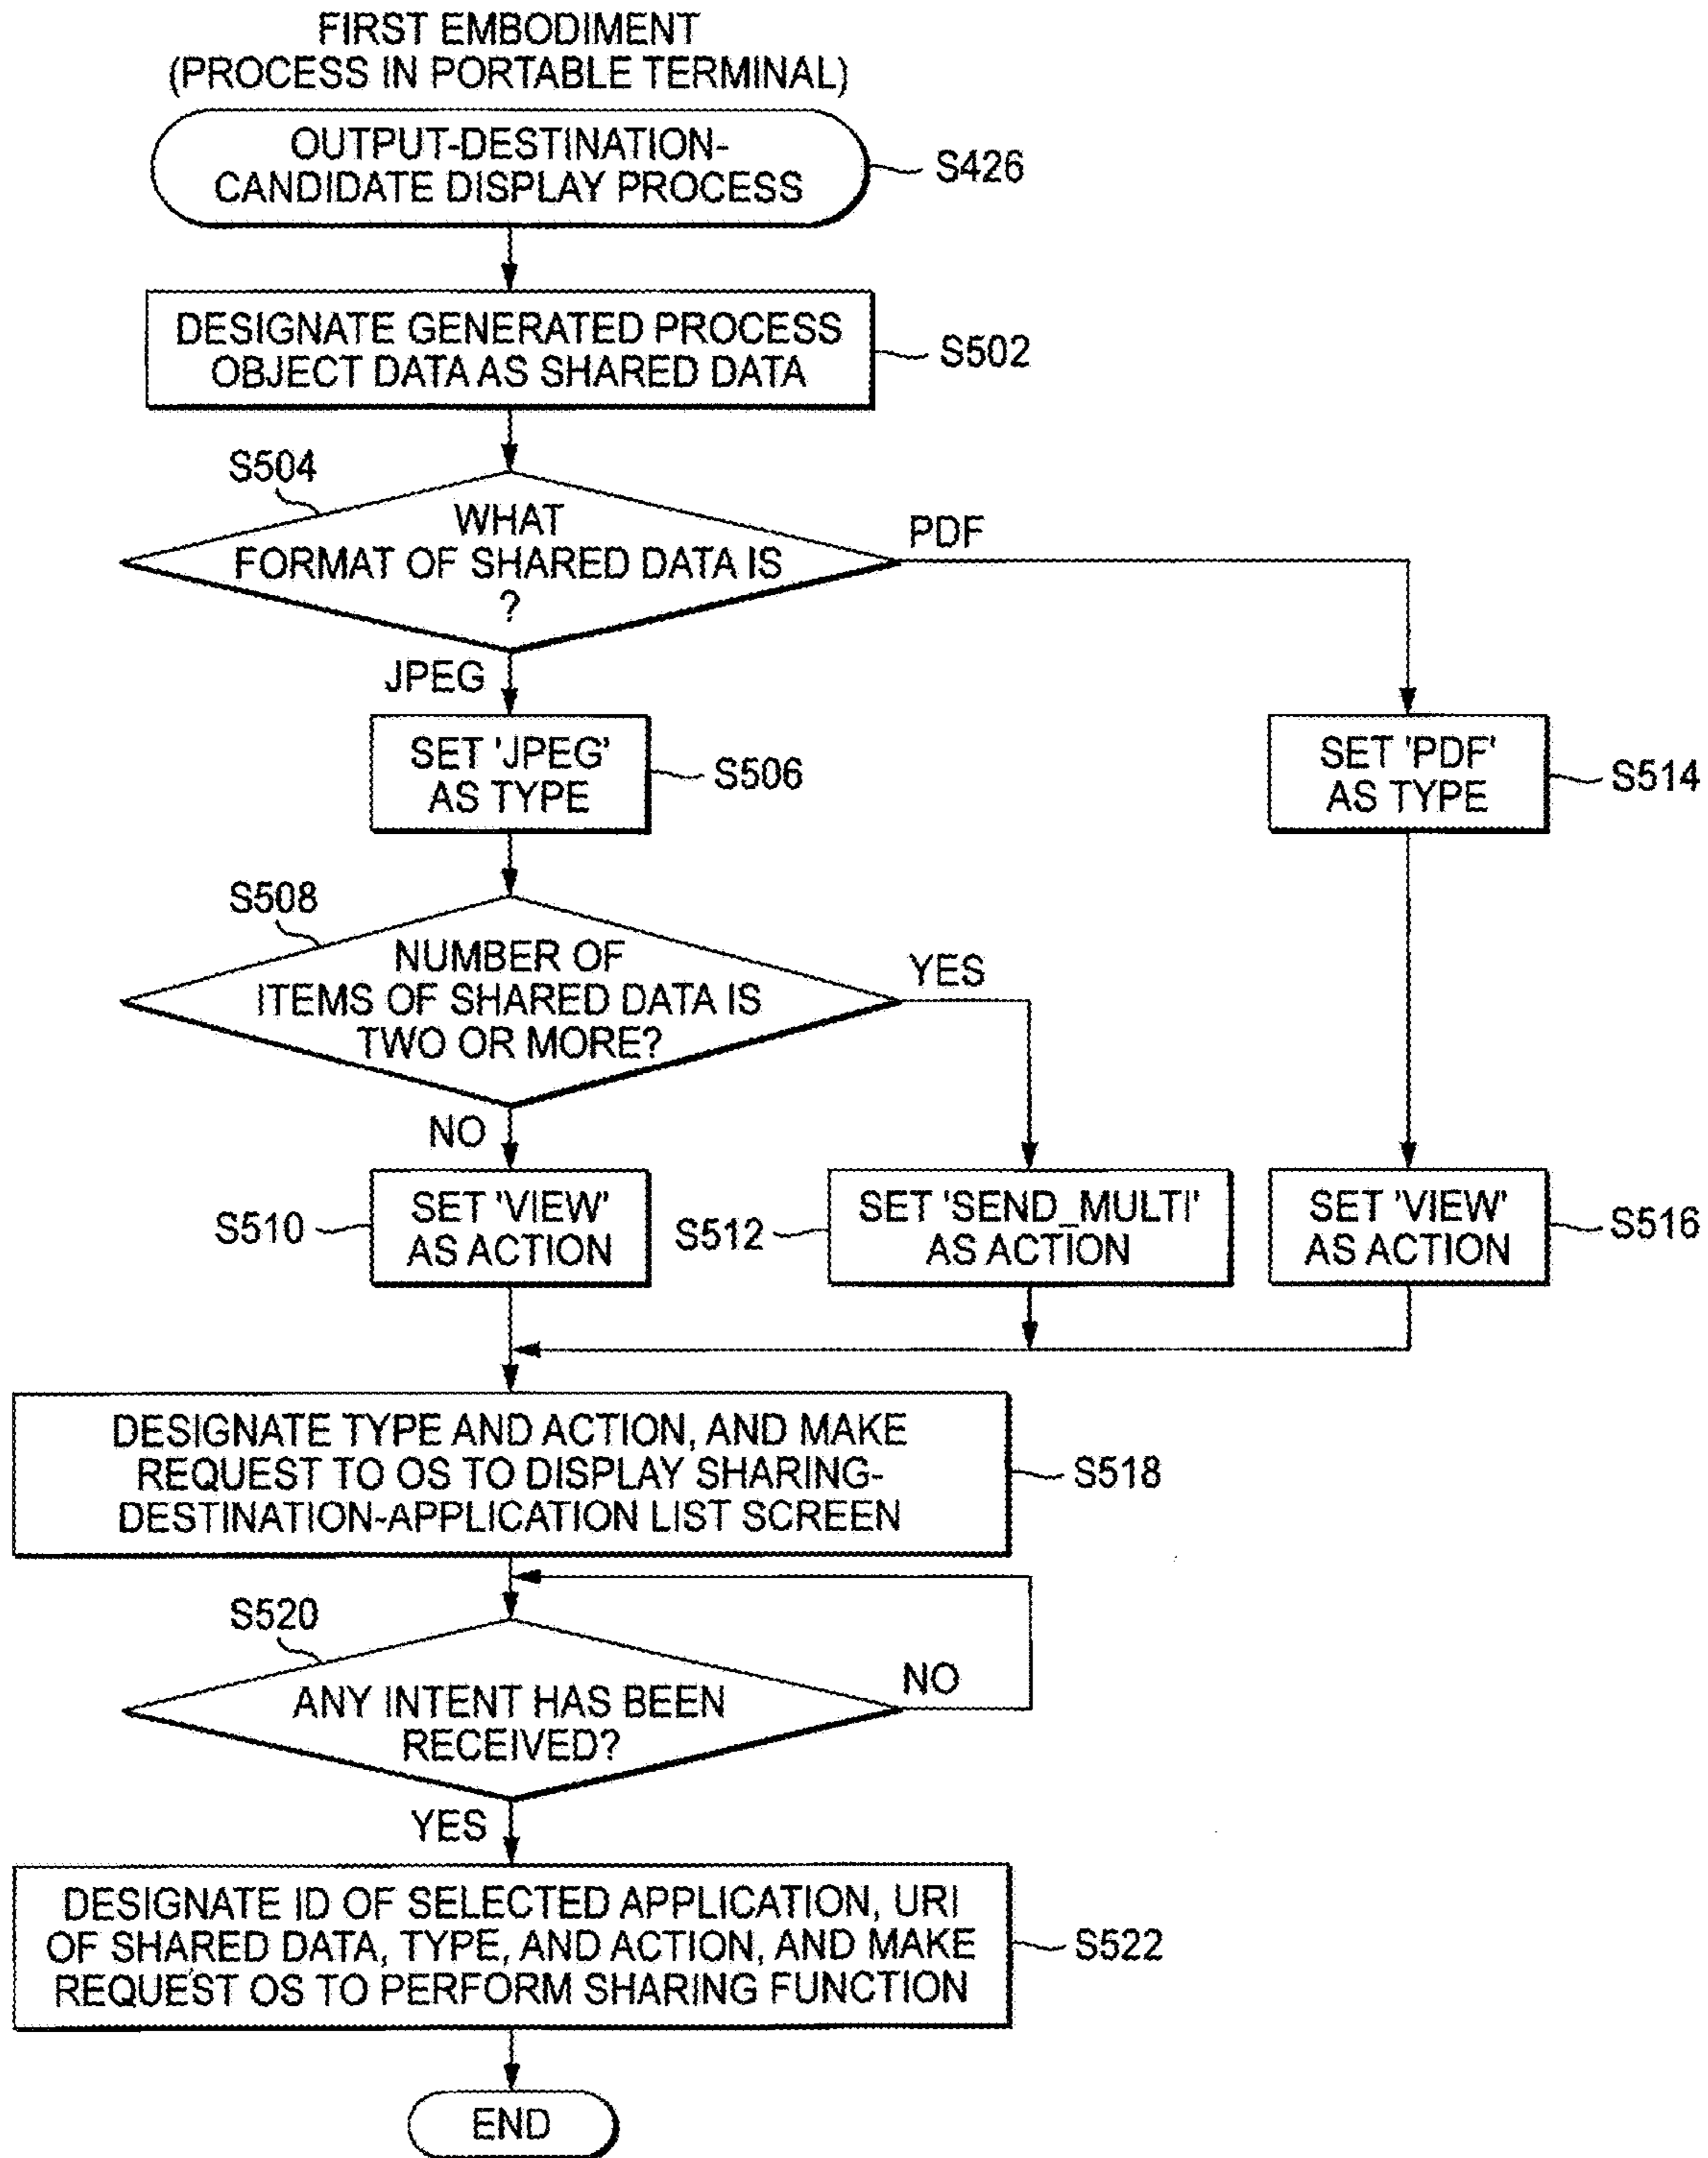 FIRST EMBODIMENT
(PROCESS IN PORTABLE TERMINAL)
OUTPUT-DESTINATION-
CANDIDATE DISPLAY PROCESS
S426
DESIGNATE GENERATED PROCESS
OBJECT DATA AS SHARED DATA
S502
S504
WHAT
FORMAT OF SHARED DATA IS
?
PDF
JPEG
SET 'JPEG'
AS TYPE
S506
SET 'PDF'
AS TYPE
S514
S508
NUMBER OF
ITEMS OF SHARED DATA IS
TWO OR MORE?
YES
NO
S510
SET 'VIEW'
AS ACTION
S512
SET 'SEND_MULTI'
AS ACTION
SET 'VIEW'
AS ACTION
S516
DESIGNATE TYPE AND ACTION, AND MAKE
REQUEST TO OS TO DISPLAY SHARING-
DESTINATION-APPLICATION LIST SCREEN
S518
S520
ANY INTENT HAS BEEN
RECEIVED?
NO
YES
DESIGNATE ID OF SELECTED APPLICATION, URI
OF SHARED DATA, TYPE, AND ACTION, AND MAKE
REQUEST OS TO PERFORM SHARING FUNCTION
S522
END